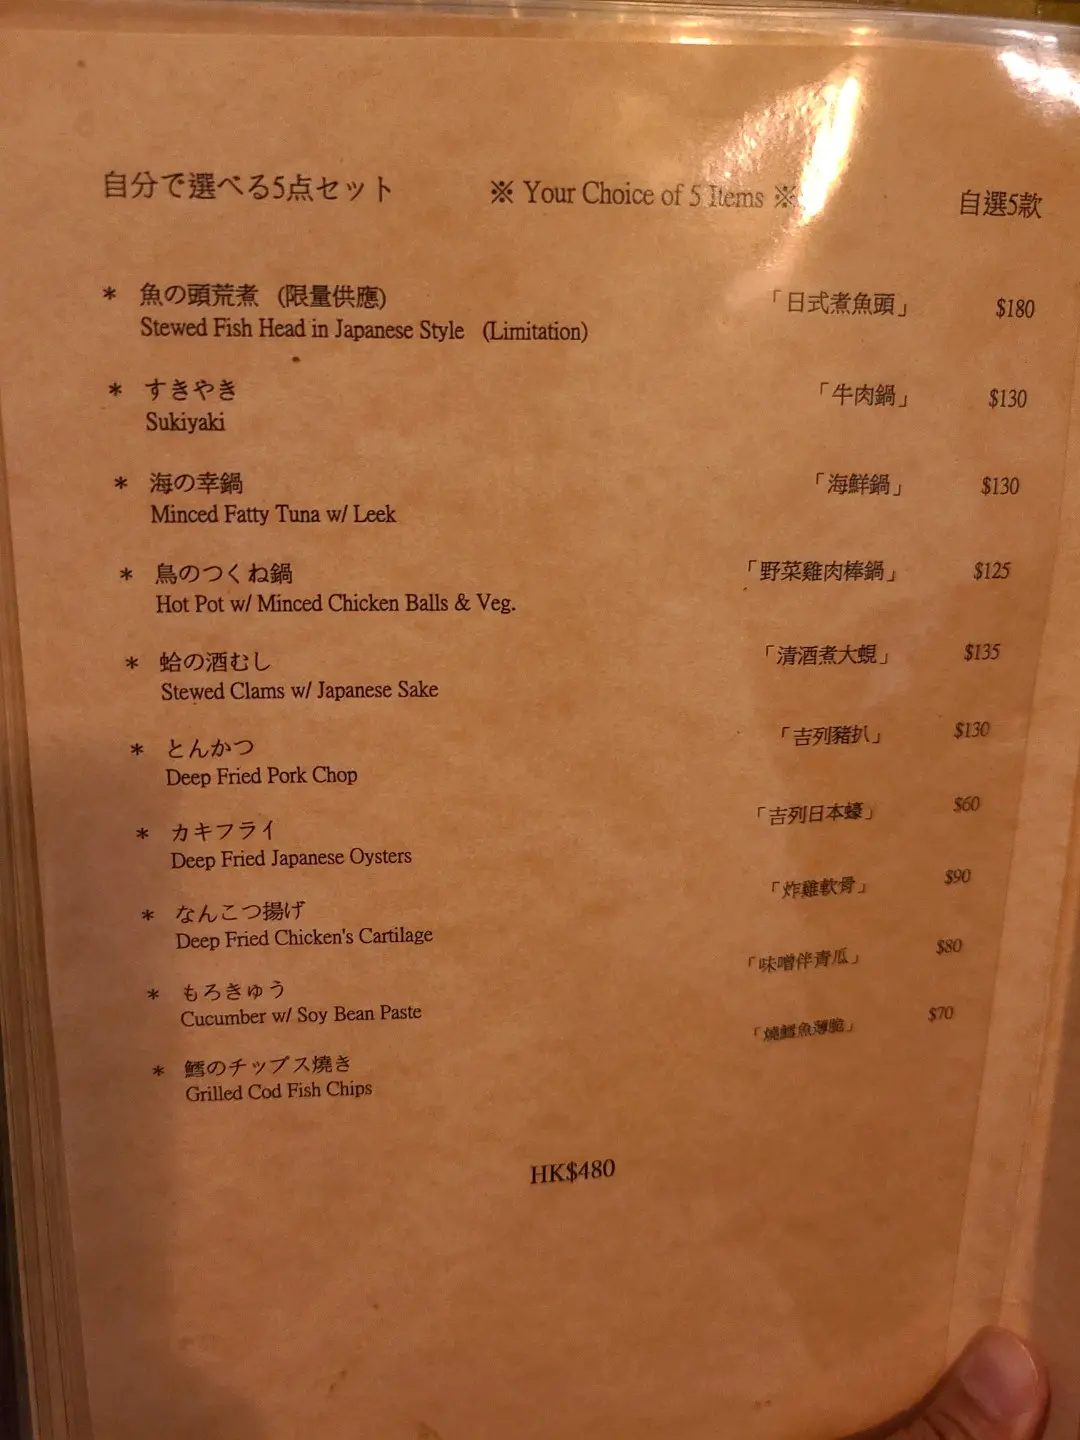 自分で選べる5点セット ※ Your Choice of 5 Items ※ 自選5款
* 魚の頭荒煮 (限量供應) 「日式煮魚頭」 $180
Stewed Fish Head in Japanese Style (Limitation)
* すきやき 「牛肉鍋」 $130
Sukiyaki
* 海の幸鍋 「海鮮鍋」 $130
Minced Fatty Tuna w/ Leek
* 鳥のつくね鍋 「野菜雞肉棒鍋」 $125
Hot Pot w/ Minced Chicken Balls & Veg.
* 蛤の酒むし 「清酒煮大蜆」 $135
Stewed Clams w/ Japanese Sake
* とんかつ 「吉列豬扒」 $130
Deep Fried Pork Chop
* カキフライ 「吉列日本蠔」 $60
Deep Fried Japanese Oysters
* なんこつ揚げ 「炸雞軟骨」 $90
Deep Fried Chicken's Cartilage
* もろきゅう 「味噌伴青瓜」 $80
Cucumber w/ Soy Bean Paste
* 鱈のチップス燒き 「燒鱈魚薄脆」 $70
Grilled Cod Fish Chips
HK$480